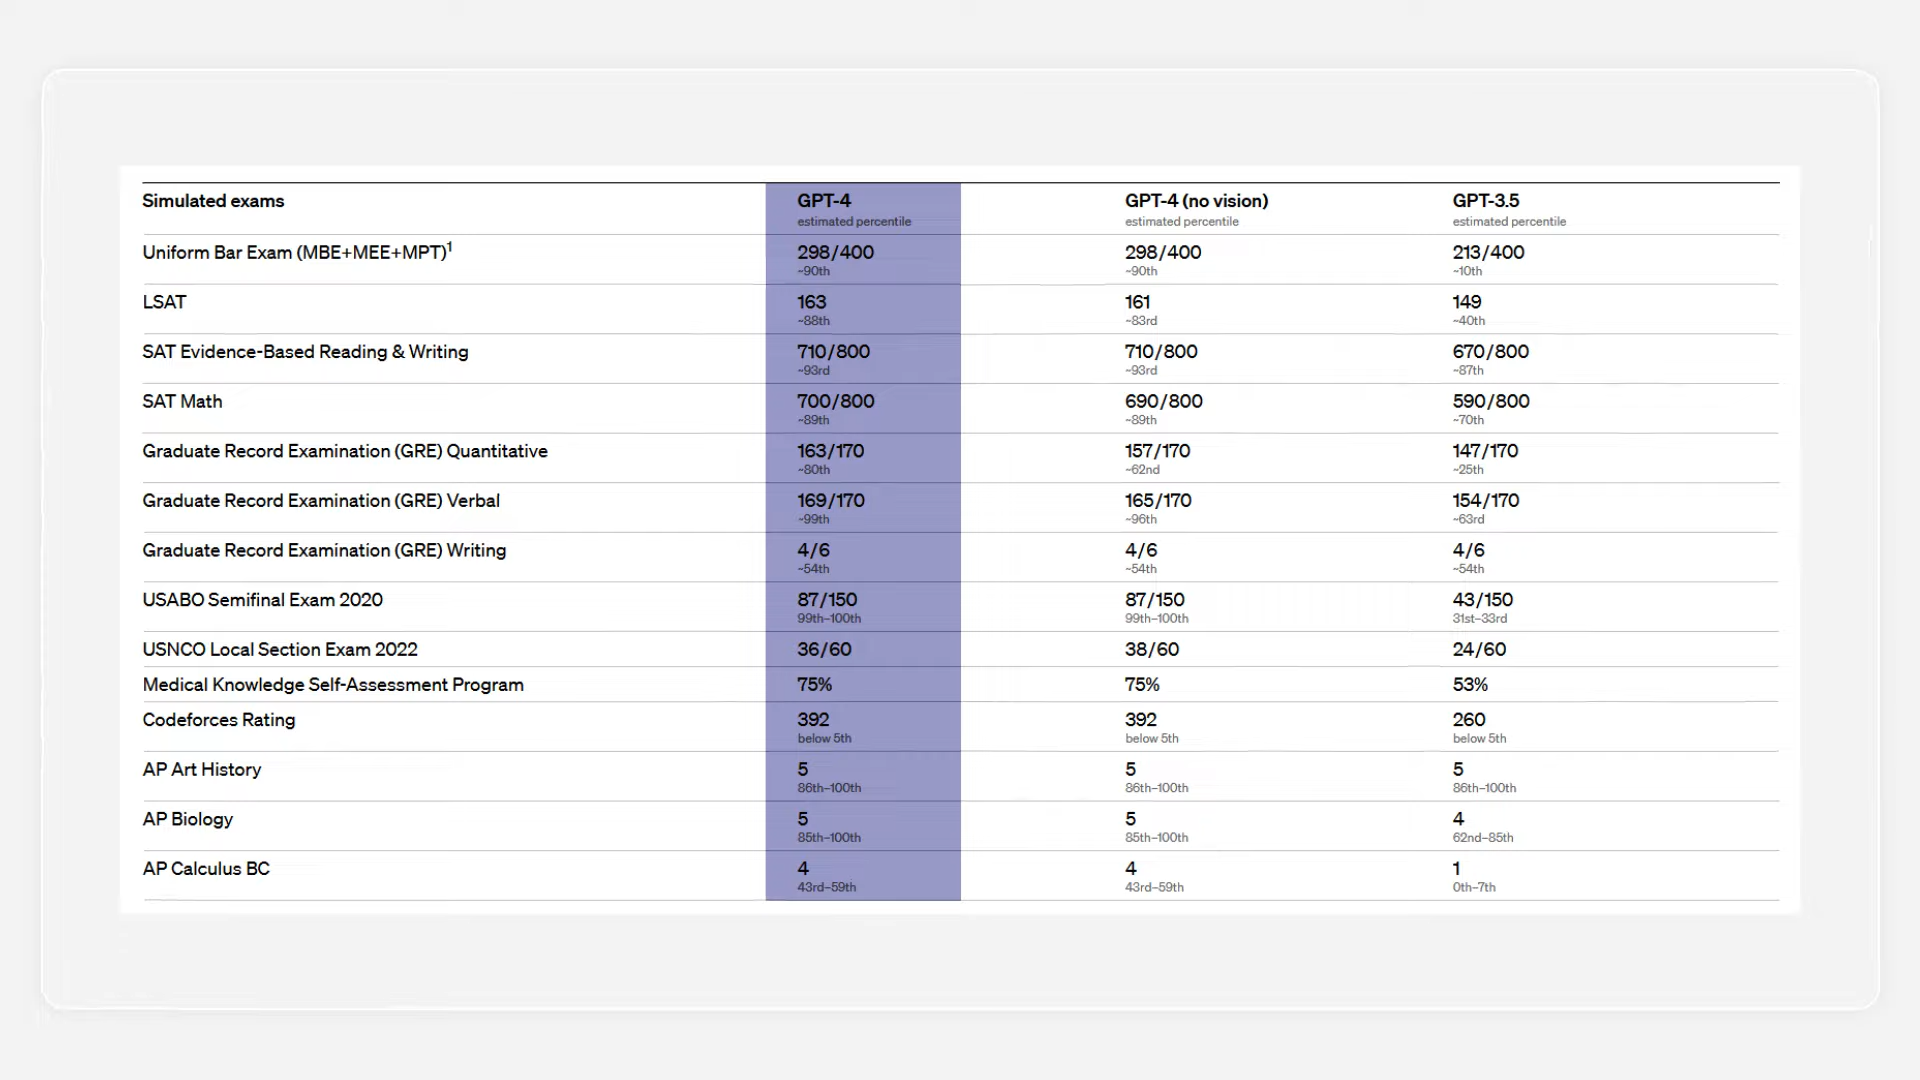 Simulated exams GPT-4 GPT-4 (no vision) GPT-3.5
estimated percentile estimated percentile estimated percentile
Uniform Bar Exam (MBE+MEE+MPT)¹ 298/400 298/400 213/400
~90th ~90th ~10th
LSAT 163 161 149
~88th ~83rd ~40th
SAT Evidence-Based Reading & Writing 710/800 710/800 670/800
~93rd ~93rd ~87th
SAT Math 700/800 690/800 590/800
~89th ~89th ~70th
Graduate Record Examination (GRE) Quantitative 163/170 157/170 147/170
~80th ~62nd ~25th
Graduate Record Examination (GRE) Verbal 169/170 165/170 154/170
~99th ~96th ~63rd
Graduate Record Examination (GRE) Writing 4/6 4/6 4/6
~54th ~54th ~54th
USABO Semifinal Exam 2020 87/150 87/150 43/150
99th–100th 99th–100th 31st–33rd
USNCO Local Section Exam 2022 36/60 38/60 24/60
Medical Knowledge Self-Assessment Program 75% 75% 53%
Codeforces Rating 392 392 260
below 5th below 5th below 5th
AP Art History 5 5 5
86th–100th 86th–100th 86th–100th
AP Biology 5 5 4
85th–100th 85th–100th 62nd–85th
AP Calculus BC 4 4 1
43rd–59th 43rd–59th 0th–7th